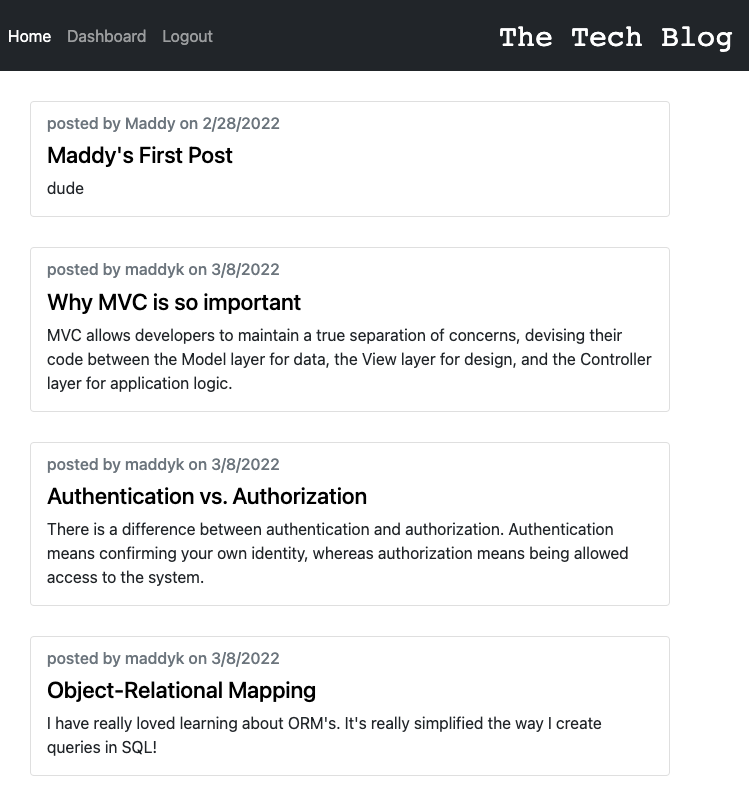 Home Dashboard Logout The Tech Blog
posted by Maddy on 2/28/2022
Maddy's First Post
dude
posted by maddyk on 3/8/2022
Why MVC is so important
MVC allows developers to maintain a true separation of concerns, devising their
code between the Model layer for data, the View layer for design, and the Controller
layer for application logic.
posted by maddyk on 3/8/2022
Authentication vs. Authorization
There is a difference between authentication and authorization. Authentication
means confirming your own identity, whereas authorization means being allowed
access to the system.
posted by maddyk on 3/8/2022
Object-Relational Mapping
I have really loved learning about ORM's. It's really simplified the way I create
queries in SQL!